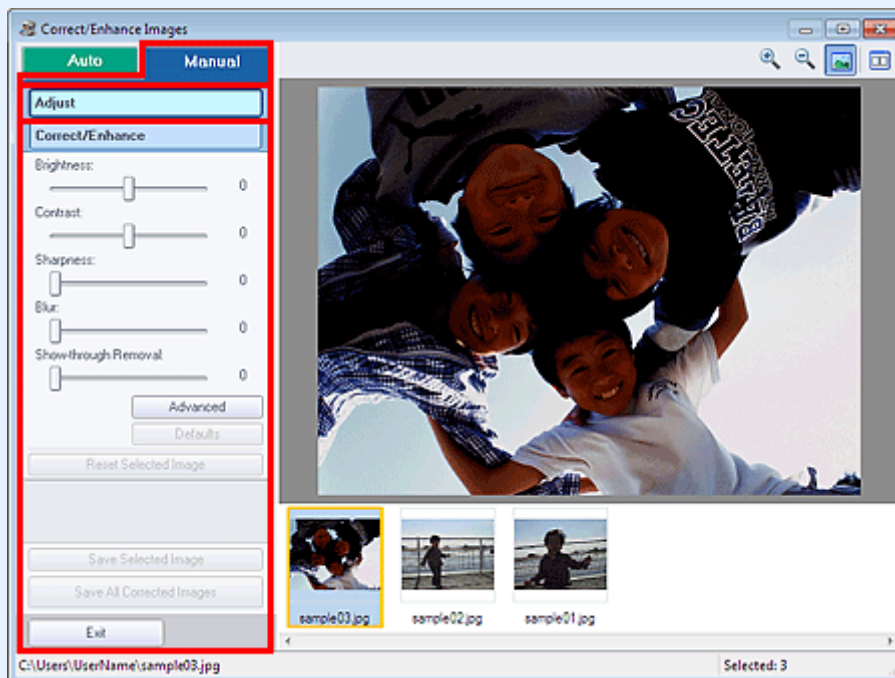 Correct/Enhance Images
Auto
Manual
Adjust
Correct/Enhance
Brightness:
0
Contrast:
0
Sharpness:
0
Blur:
0
Show-through Removal:
0
Advanced
Defaults
Reset Selected Image
Save Selected Image
Save All Corrected Images
Exit
sample03.jpg
sample02.jpg
sample01.jpg
C:\Users\UserName\sample03.jpg
Selected: 3